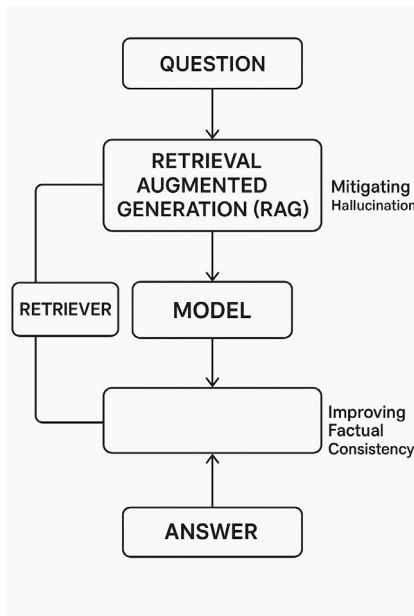 QUESTION
RETRIEVAL
AUGMENTED
GENERATION (RAG)
Mitigating
Hallucination
RETRIEVER
MODEL
Improving
Factual
Consistency
ANSWER